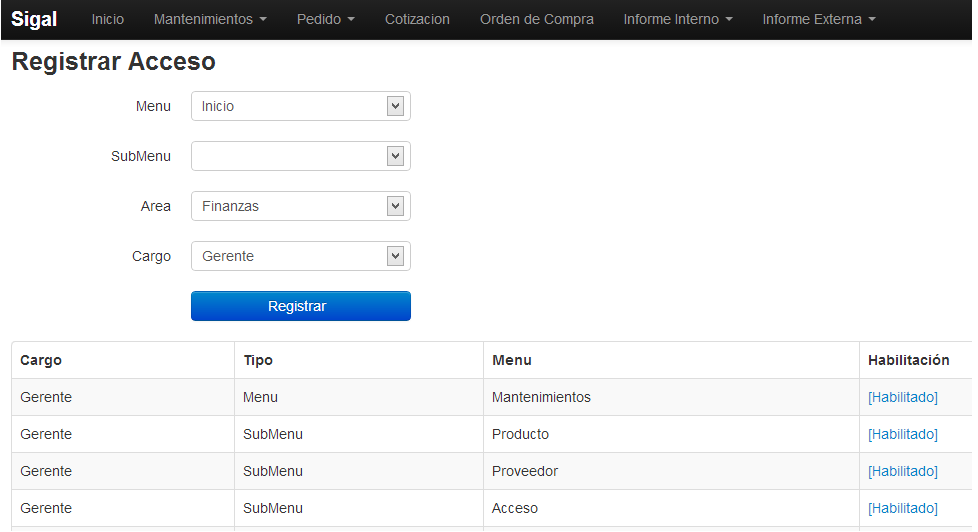 Sigal Inicio Mantenimientos Pedido Cotizacion Orden de Compra Informe Interno Informe Externa
Registrar Acceso
Menu Inicio
SubMenu
Area Finanzas
Cargo Gerente
Registrar
Cargo Tipo Menu Habilitación
Gerente Menu Mantenimientos [Habilitado]
Gerente SubMenu Producto [Habilitado]
Gerente SubMenu Proveedor [Habilitado]
Gerente SubMenu Acceso [Habilitado]